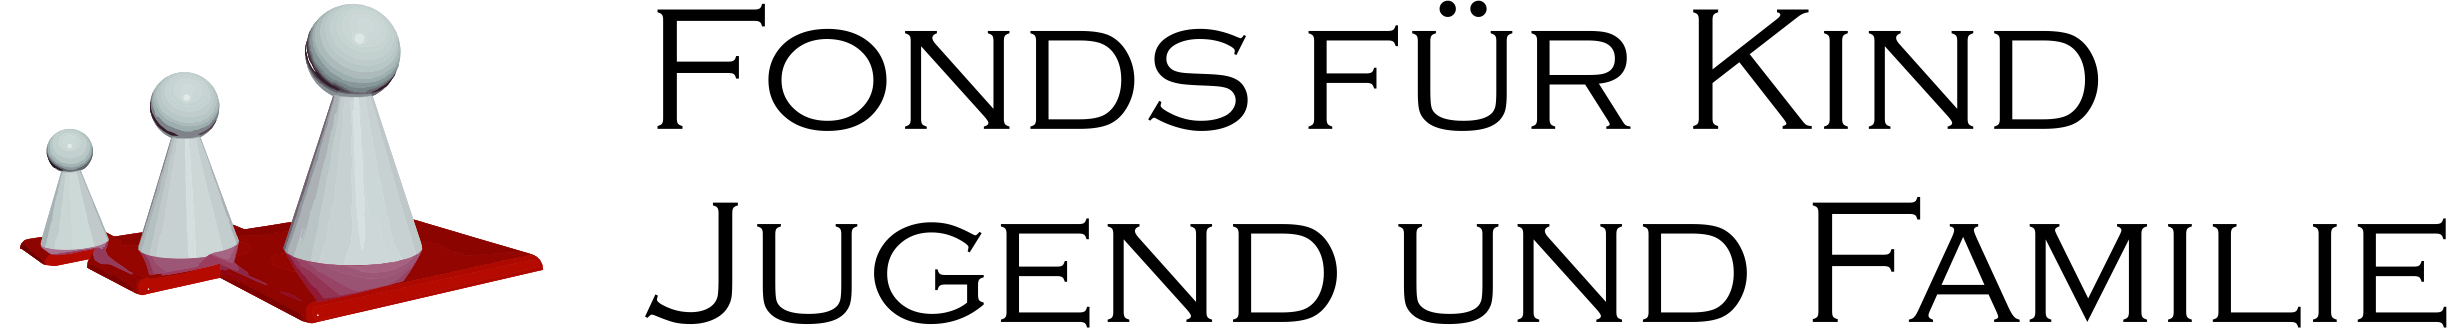 FONDS FÜR KIND
JUGEND UND FAMILIE